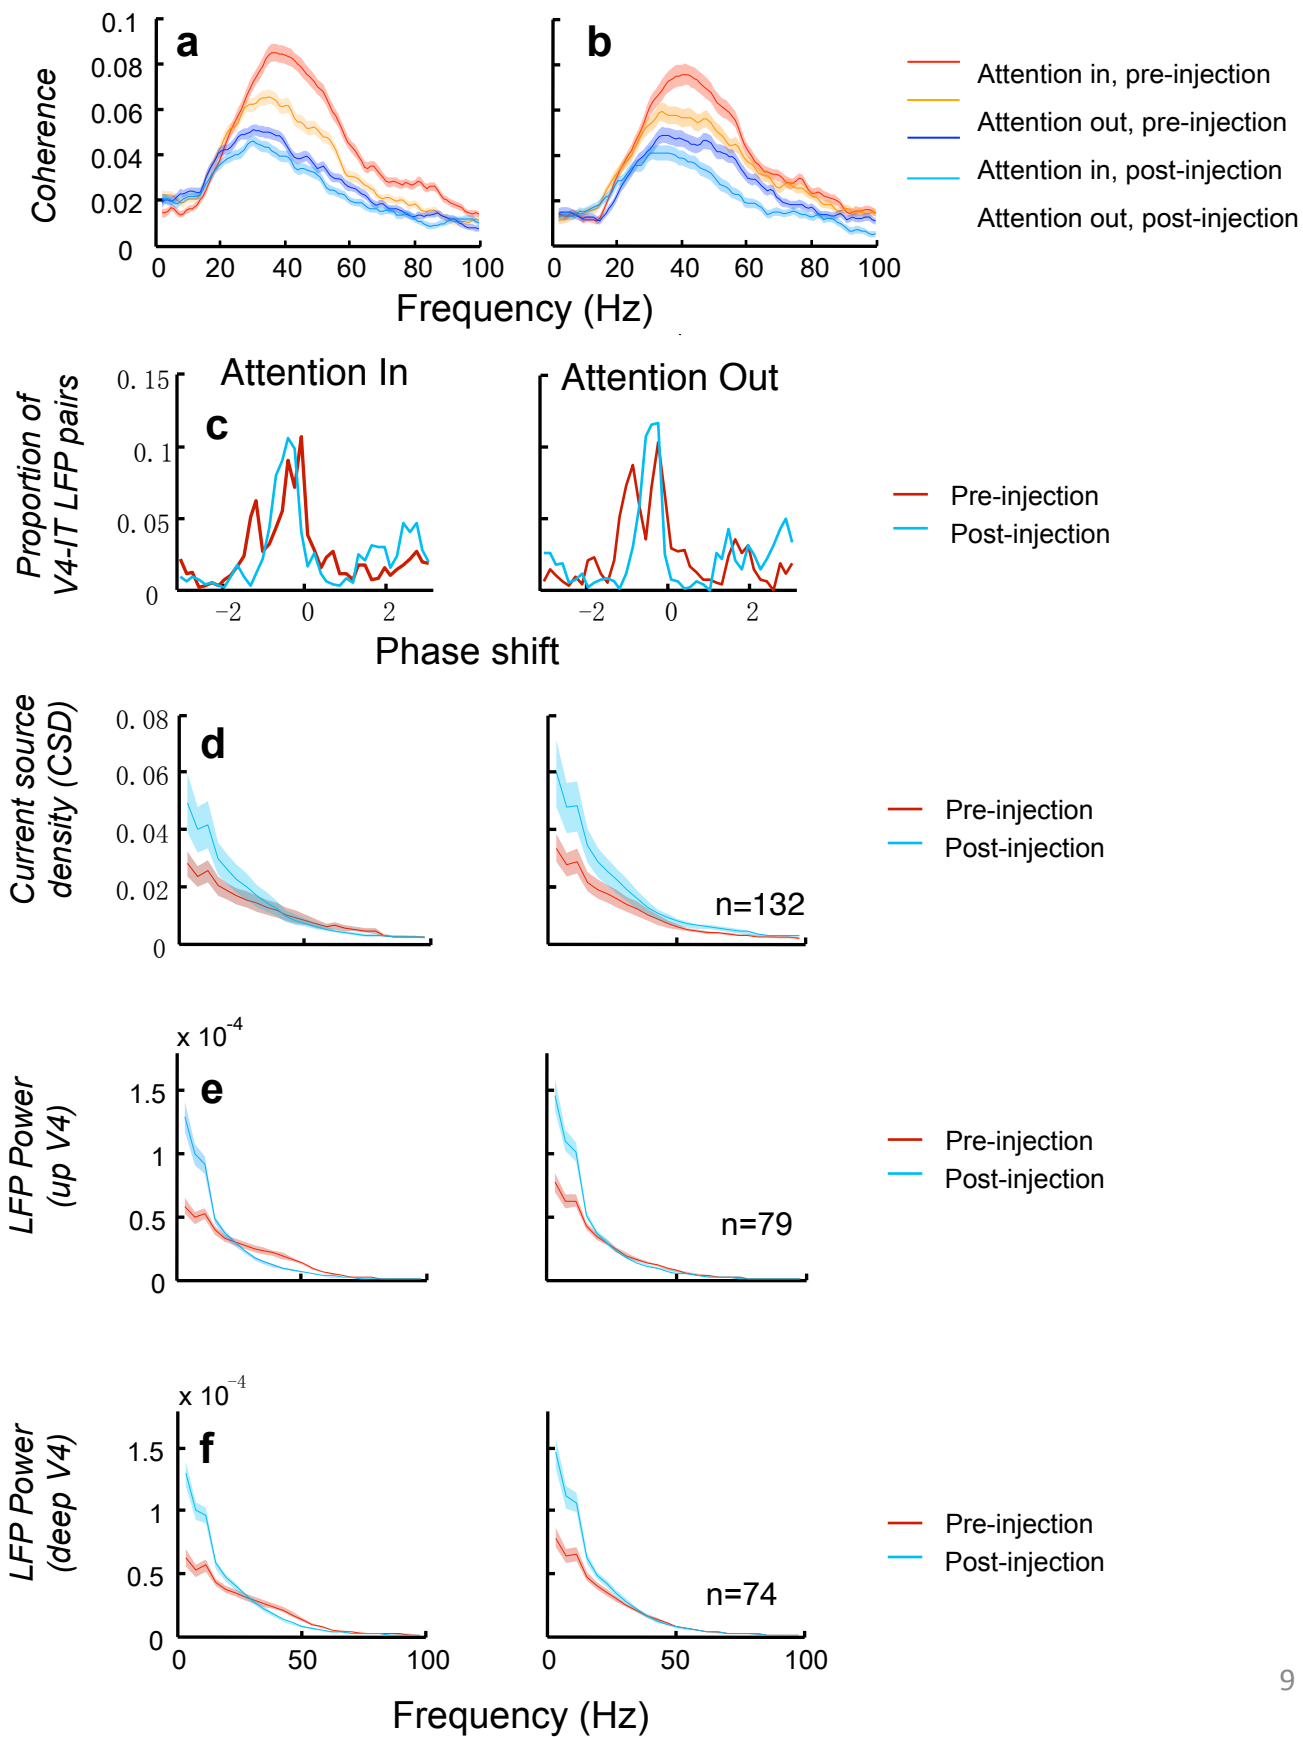 a
b
0.1
0.08
0.06
0.04
0.02
0
Coherence
0 20 40 60 80 100
0 20 40 60 80 100
Frequency (Hz)
Attention in, pre-injection
Attention out, pre-injection
Attention in, post-injection
Attention out, post-injection
Attention In
Attention Out
c
0.15
0.1
0.05
0
Proportion of
V4-IT LFP pairs
-2 0 2
-2 0 2
Phase shift
Pre-injection
Post-injection
d
0.08
0.06
0.04
0.02
0
Current source
density (CSD)
n=132
Pre-injection
Post-injection
x 10-4
e
1.5
1
0.5
0
LFP Power
(up V4)
n=79
Pre-injection
Post-injection
x 10-4
f
1.5
1
0.5
0
LFP Power
(deep V4)
n=74
Pre-injection
Post-injection
0 50 100
0 50 100
Frequency (Hz)
9